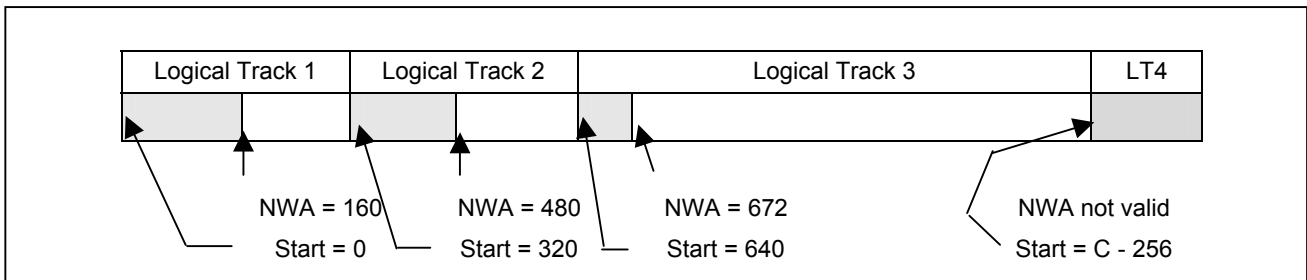 Logical Track 1 Logical Track 2 Logical Track 3 LT4
NWA = 160 NWA = 480 NWA = 672 NWA not valid
Start = 0 Start = 320 Start = 640 Start = C - 256